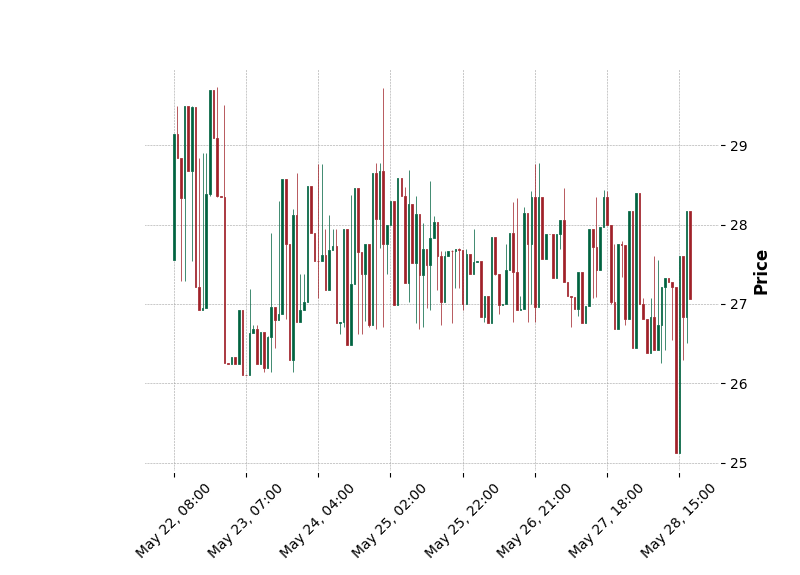 29
28
27
26
25
Price
May 22, 08:00
May 23, 07:00
May 24, 04:00
May 25, 02:00
May 25, 22:00
May 26, 21:00
May 27, 18:00
May 28, 15:00